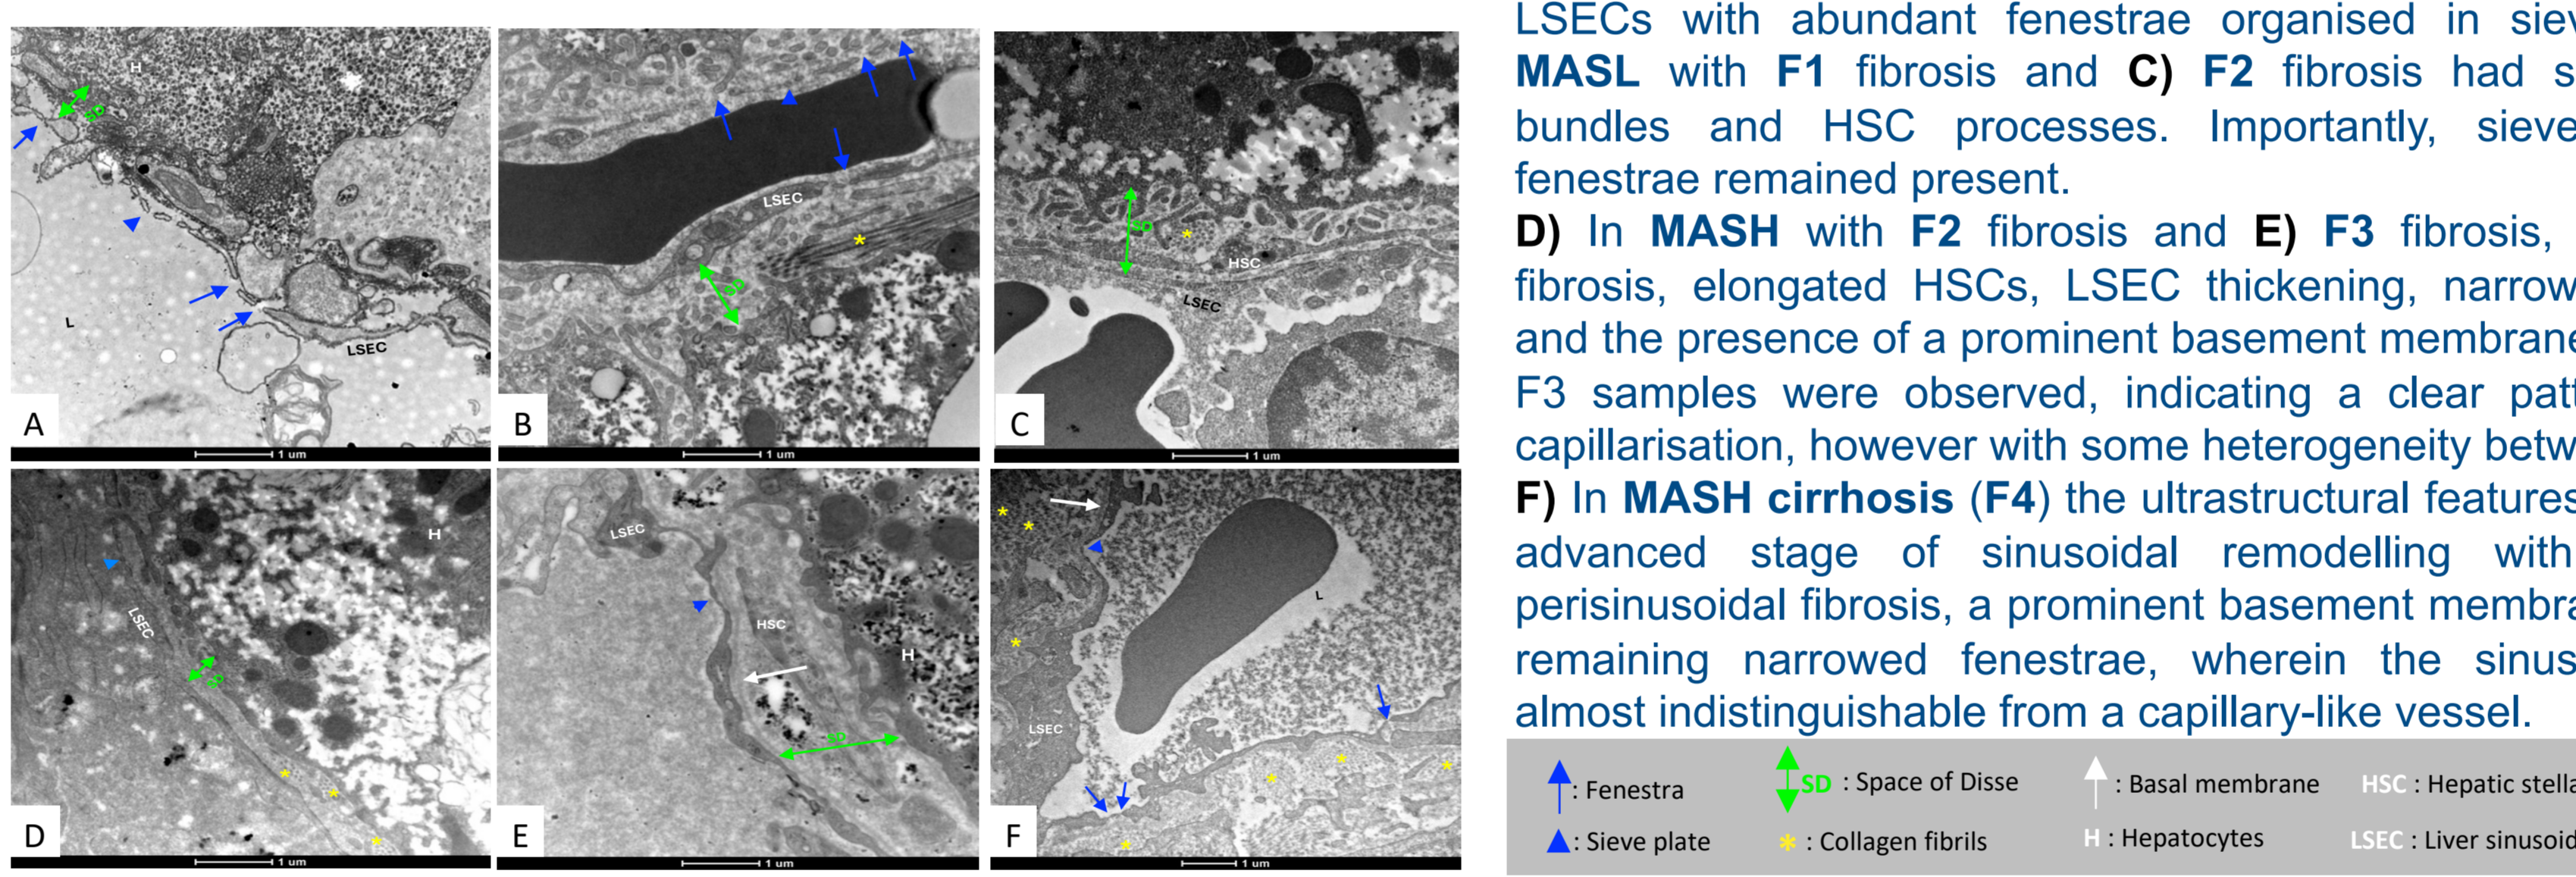 H
SD
L
LSEC
A
1 um
LSEC
*
SD
B
1 um
SD
*
HSC
LSEC
C
1 um
H
LSEC
SD
*
*
*
D
1 um
LSEC
HSC
H
SD
E
1 um
*
*
*
L
LSEC
*
*
*
*
F
1 um
LSECs with abundant fenestrae organised in siev
MASL with F1 fibrosis and C) F2 fibrosis had s
bundles and HSC processes. Importantly, sieve
fenestrae remained present.
D) In MASH with F2 fibrosis and E) F3 fibrosis,
fibrosis, elongated HSCs, LSEC thickening, narrow
and the presence of a prominent basement membrane
F3 samples were observed, indicating a clear patt
capillarisation, however with some heterogeneity betw
F) In MASH cirrhosis (F4) the ultrastructural features
advanced stage of sinusoidal remodelling with
perisinusoidal fibrosis, a prominent basement membra
remaining narrowed fenestrae, wherein the sinus
almost indistinguishable from a capillary-like vessel.
: Fenestra
SD : Space of Disse
: Basal membrane
HSC : Hepatic stella
: Sieve plate
* : Collagen fibrils
H : Hepatocytes
LSEC : Liver sinusoid